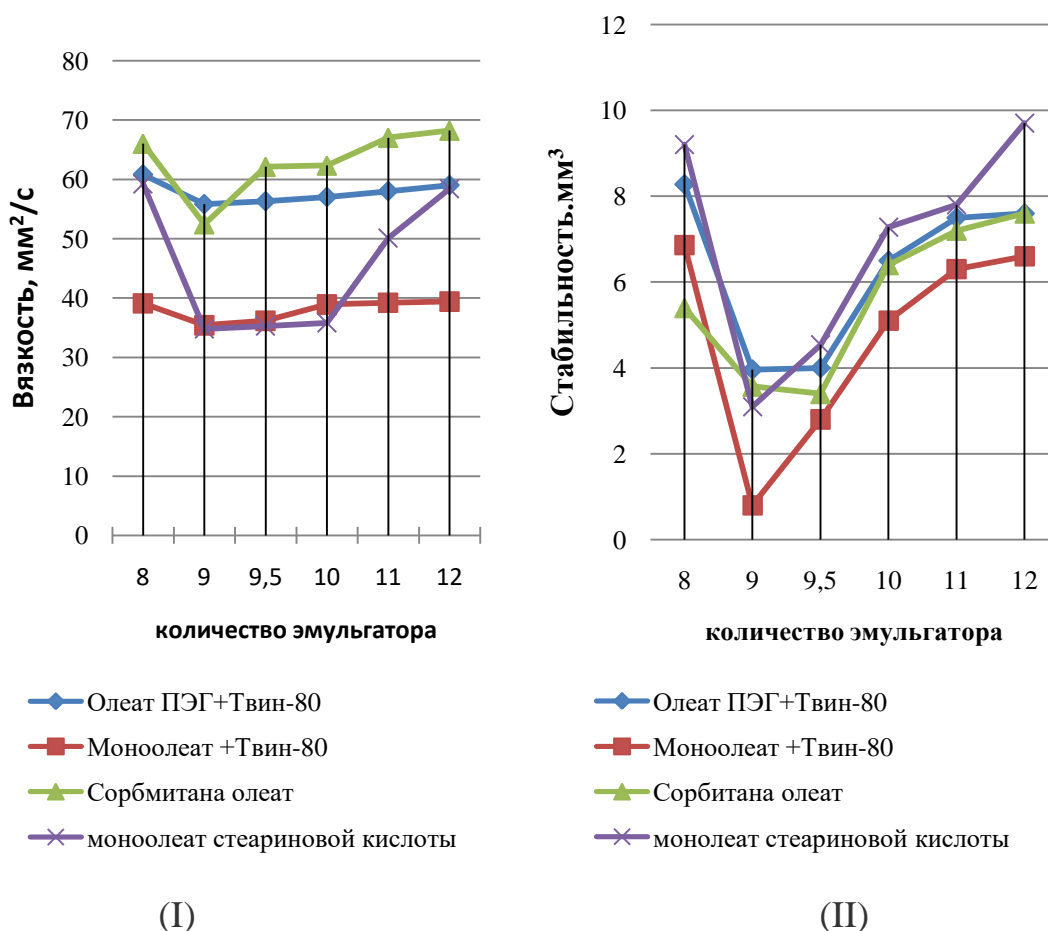 Вязкость, мм²/с
80
70
60
50
40
30
20
10
0
8 9 9,5 10 11 12
количество эмульгатора
Олеат ПЭГ+Твин-80
Моноолеат +Твин-80
Сорбмитана олеат
моноолеат стеариновой кислоты
(I)
Стабильность.мм³
12
10
8
6
4
2
0
8 9 9,5 10 11 12
количество эмульгатора
Олеат ПЭГ+Твин-80
Моноолеат +Твин-80
Сорбитана олеат
монолеат стеариновой кислоты
(II)